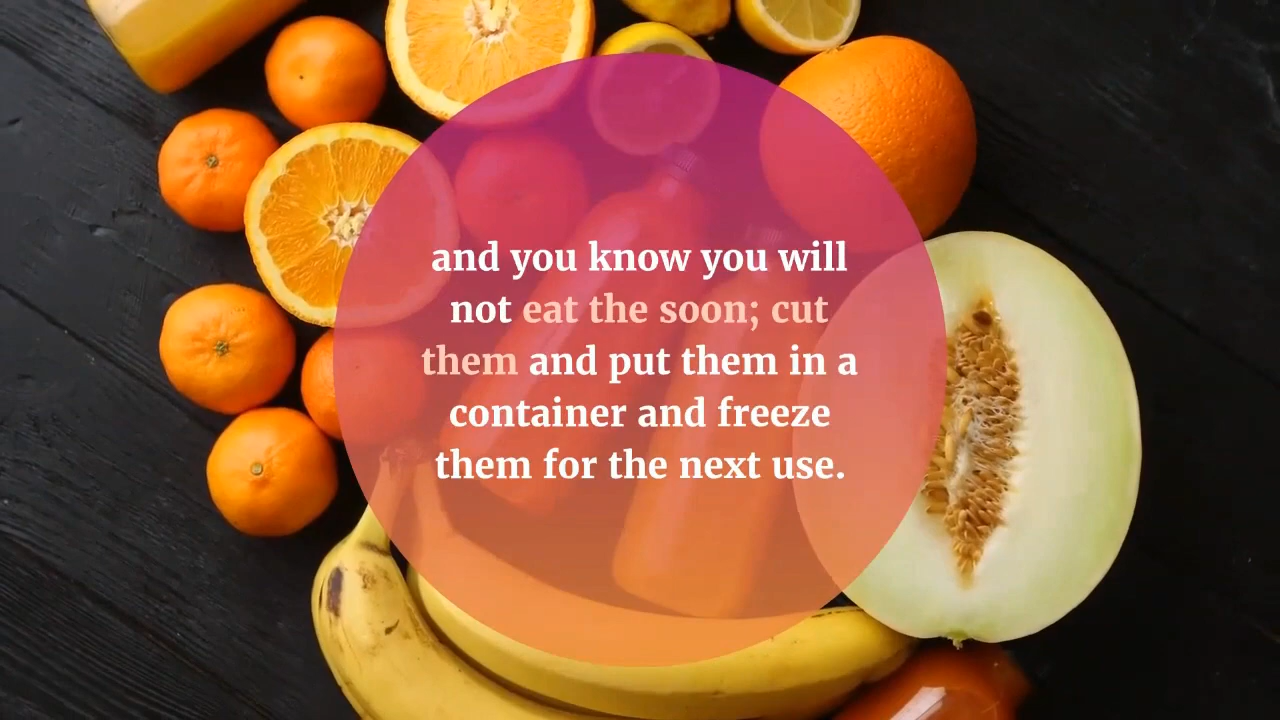 and you know you will
not eat the soon; cut
them and put them in a
container and freeze
them for the next use.